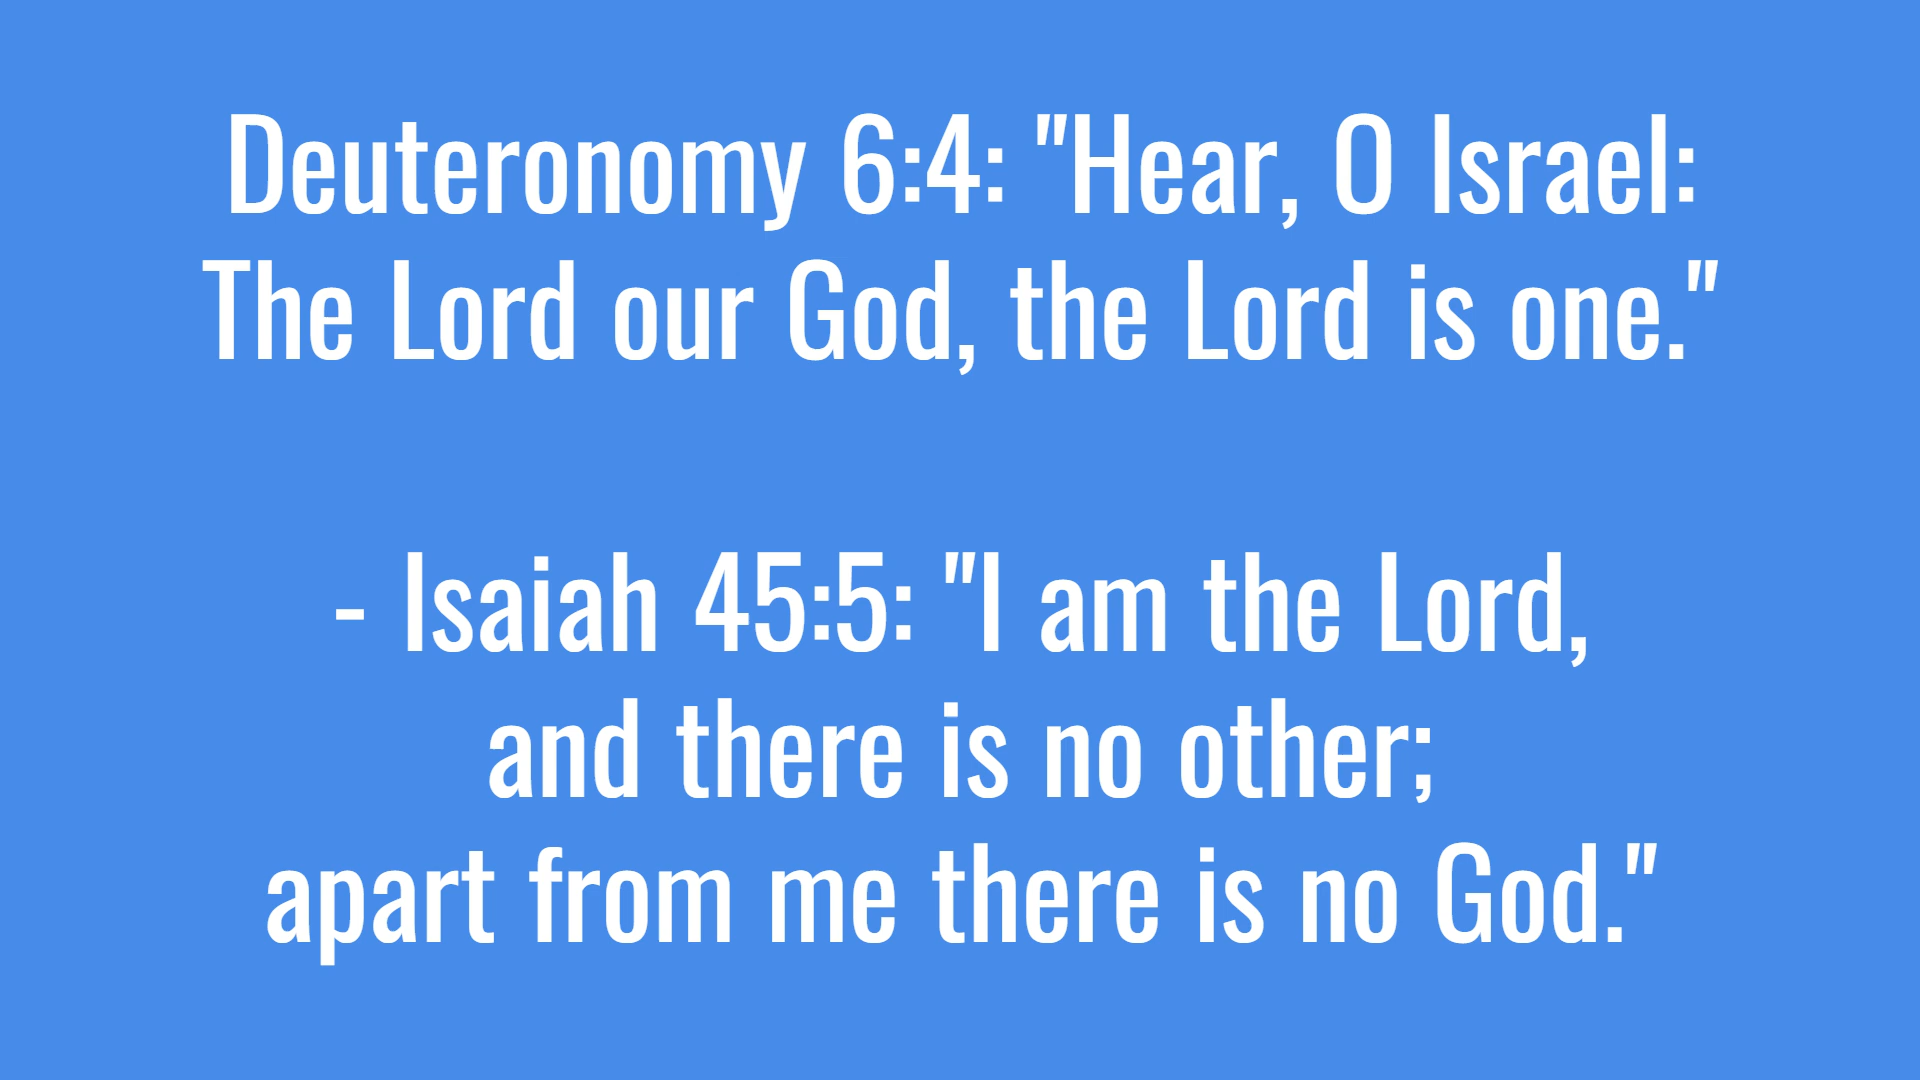 Deuteronomy 6:4: "Hear, O Israel:
The Lord our God, the Lord is one."
- Isaiah 45:5: "I am the Lord,
and there is no other;
apart from me there is no God."